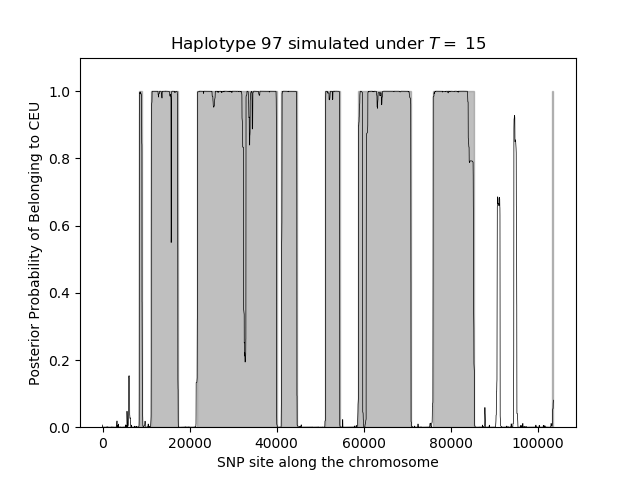 Haplotype 97 simulated under T = 15
Posterior Probability of Belonging to CEU
1.0
0.8
0.6
0.4
0.2
0.0
0 20000 40000 60000 80000 100000
SNP site along the chromosome